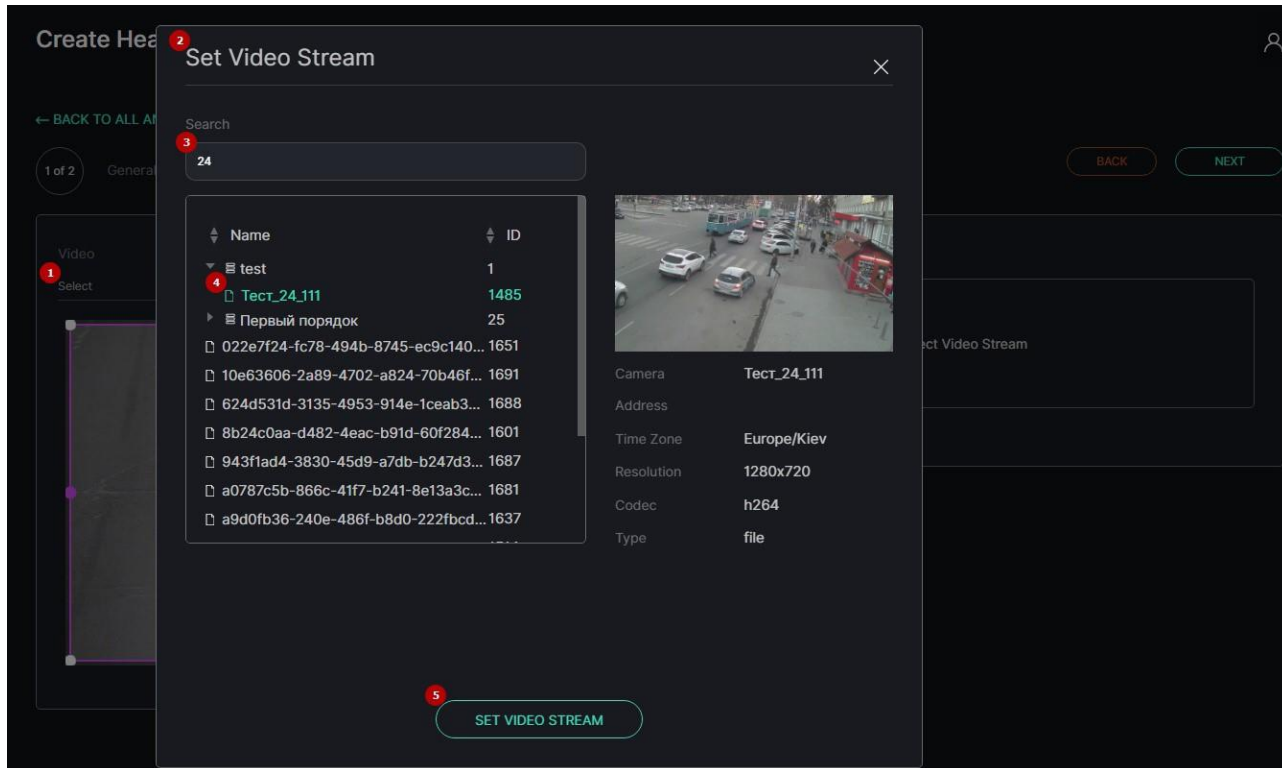 Create Hea
2
Set Video Stream
← BACK TO ALL A
Search
3
24
1 of 2
General
BACK
NEXT
Name
ID
Video
1
Select
test
1
4
Тест_24_111
1485
Первый порядок
25
022e7f24-fc78-494b-8745-ec9c140...
1651
10e63606-2a89-4702-a824-70b46f...
1691
624d531d-3135-4953-914e-1ceab3...
1688
8b24c0aa-d482-4eac-b91d-60f284...
1601
943f1ad4-3830-45d9-a7db-b247d3...
1687
a0787c5b-866c-41f7-b241-8e13a3c...
1681
a9d0fb36-240e-486f-b8d0-222fbcd...
1637
ect Video Stream
Camera
Тест_24_111
Address
Time Zone
Europe/Kiev
Resolution
1280x720
Codec
h264
Type
file
5
SET VIDEO STREAM